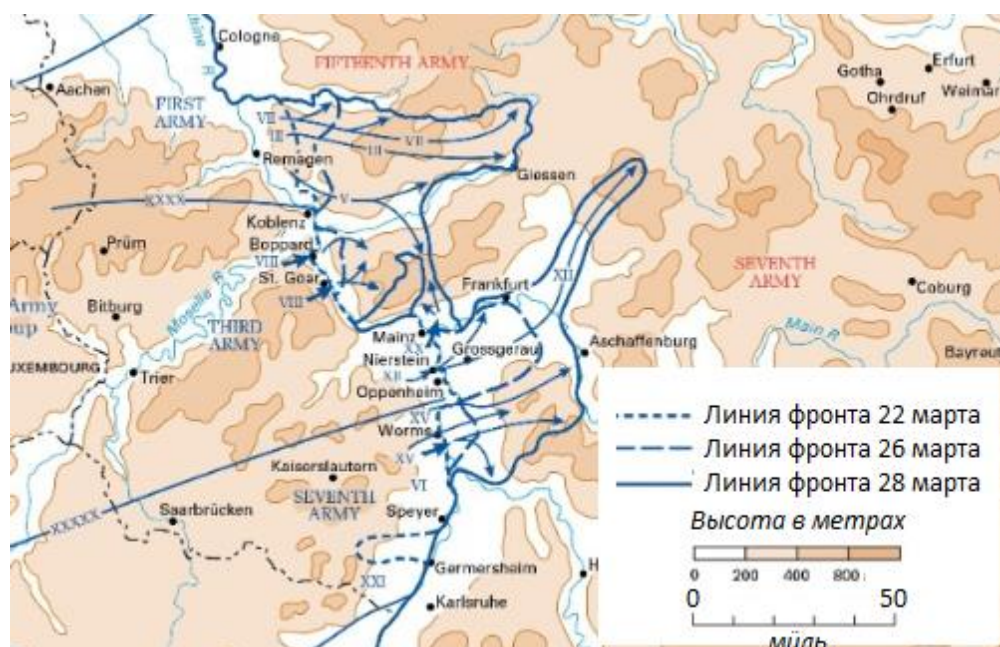 Cologne
Rhine R
FIFTEENTH ARMY
Erfurt
Gotha
Weimar
Ohrdruf
Aachen
FIRST
ARMY
VII
III
VII
III
Remagen
Giessen
XXXX
V
Koblenz
Boppard
Prüm
VIII
XII
St. Goar
SEVENTH
ARMY
Frankfurt
Moselle R
Army
Bitburg
VIII
Coburg
THIRD
ARMY
Mainz
XX
Main R
Grossgerau
Aschaffenburg
Nierstein
Bayreut
UXEMBOURG
XII
Trier
Oppenheim
XV
Worms
Линия фронта 22 марта
XV
Линия фронта 26 марта
Kaisorslautorn
VI
Линия фронта 28 марта
SEVENTH
ARMY
Saarbrücken
XXXXX
Speyer
Высота в метрах
Germersheim
H
XXI
0 200 400 800
Karlsruhe
0 50
миль